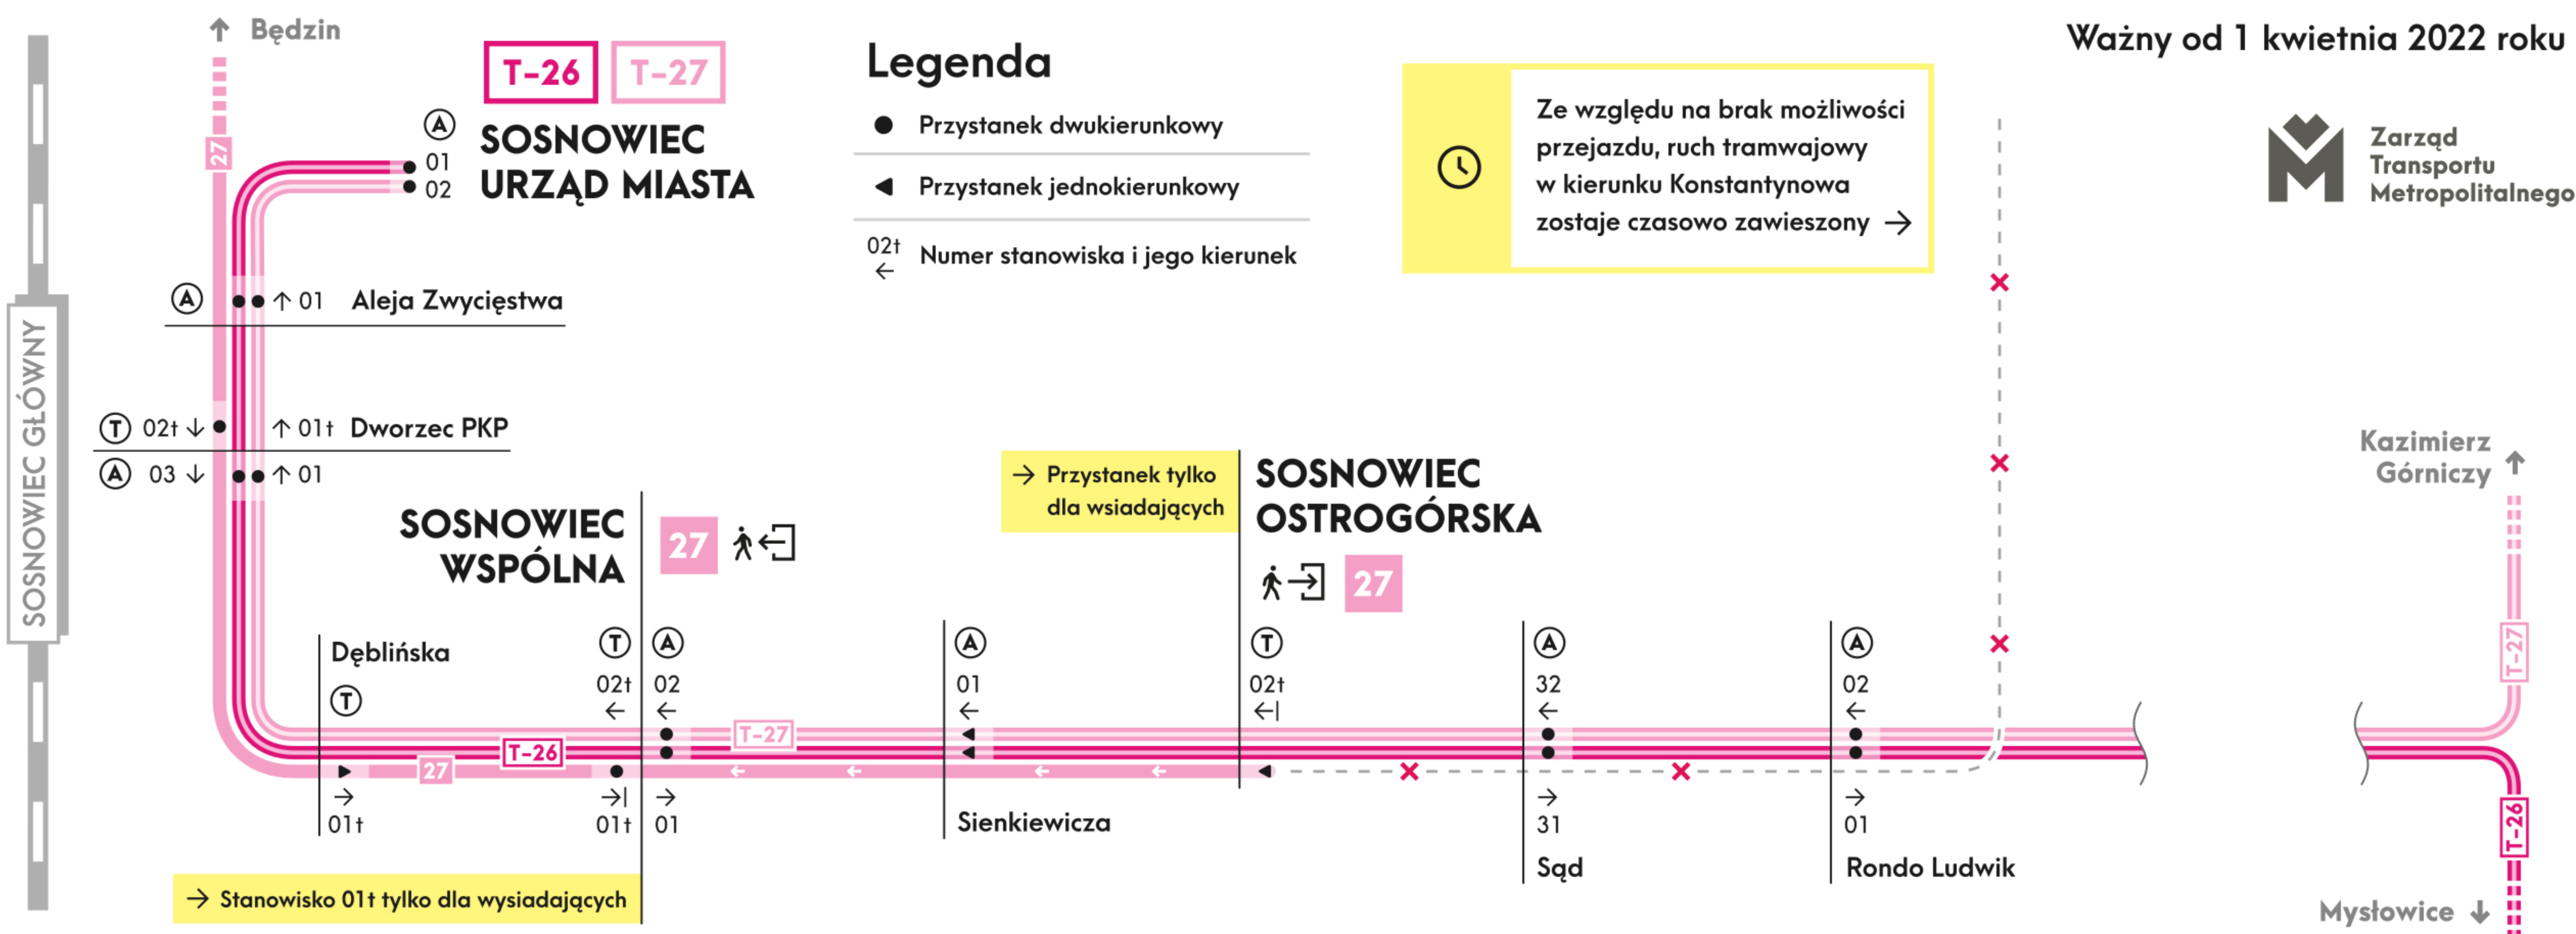 ↑ Będzin
T-26 T-27
A
01
02
SOSNOWIEC
URZĄD MIASTA
Legenda
Przystanek dwukierunkowy
Przystanek jednokierunkowy
02t
←
Numer stanowiska i jego kierunek
Ze względu na brak możliwości
przejazdu, ruch tramwajowy
w kierunku Konstantynowa
zostaje czasowo zawieszony →
Ważny od 1 kwietnia 2022 roku
Zarząd
Transportu
Metropolitalnego
27
SOSNOWIEC GŁÓWNY
A ↑ 01 Aleja Zwycięstwa
T 02t ↓ ↑ 01t Dworzec PKP
A 03 ↓ ↑ 01
SOSNOWIEC
WSPÓLNA
27
→ Przystanek tylko
dla wsiadających
SOSNOWIEC
OSTROGÓRSKA
27
Kazimierz
Górniczy ↑
Dęblińska
T
→
01t
T A
02t 02
← ←
→| →
01t 01
A
01
←
Sienkiewicza
T
02t
←|
A
32
←
→
31
Sąd
A
02
←
→
01
Rondo Ludwik
T-27
T-26
27
T-27
T-26
→ Stanowisko 01t tylko dla wysiadających
Mysłowice ↓